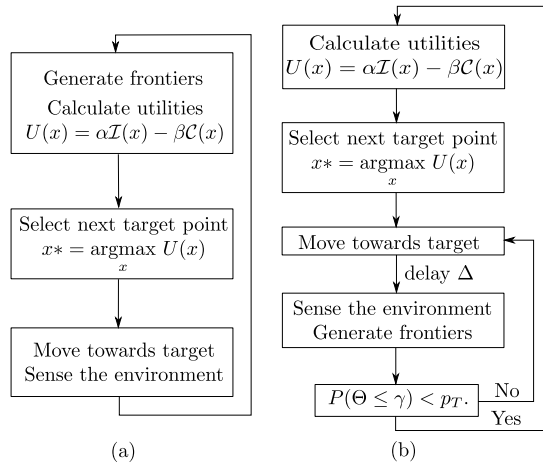 Generate frontiers
Calculate utilities
U(x) = αI(x) − βC(x)
Select next target point
x* = argmax U(x)
x
Move towards target
Sense the environment
(a)
Calculate utilities
U(x) = αI(x) − βC(x)
Select next target point
x* = argmax U(x)
x
Move towards target
delay Δ
Sense the environment
Generate frontiers
P(Θ ≤ γ) < p_T.
No
Yes
(b)